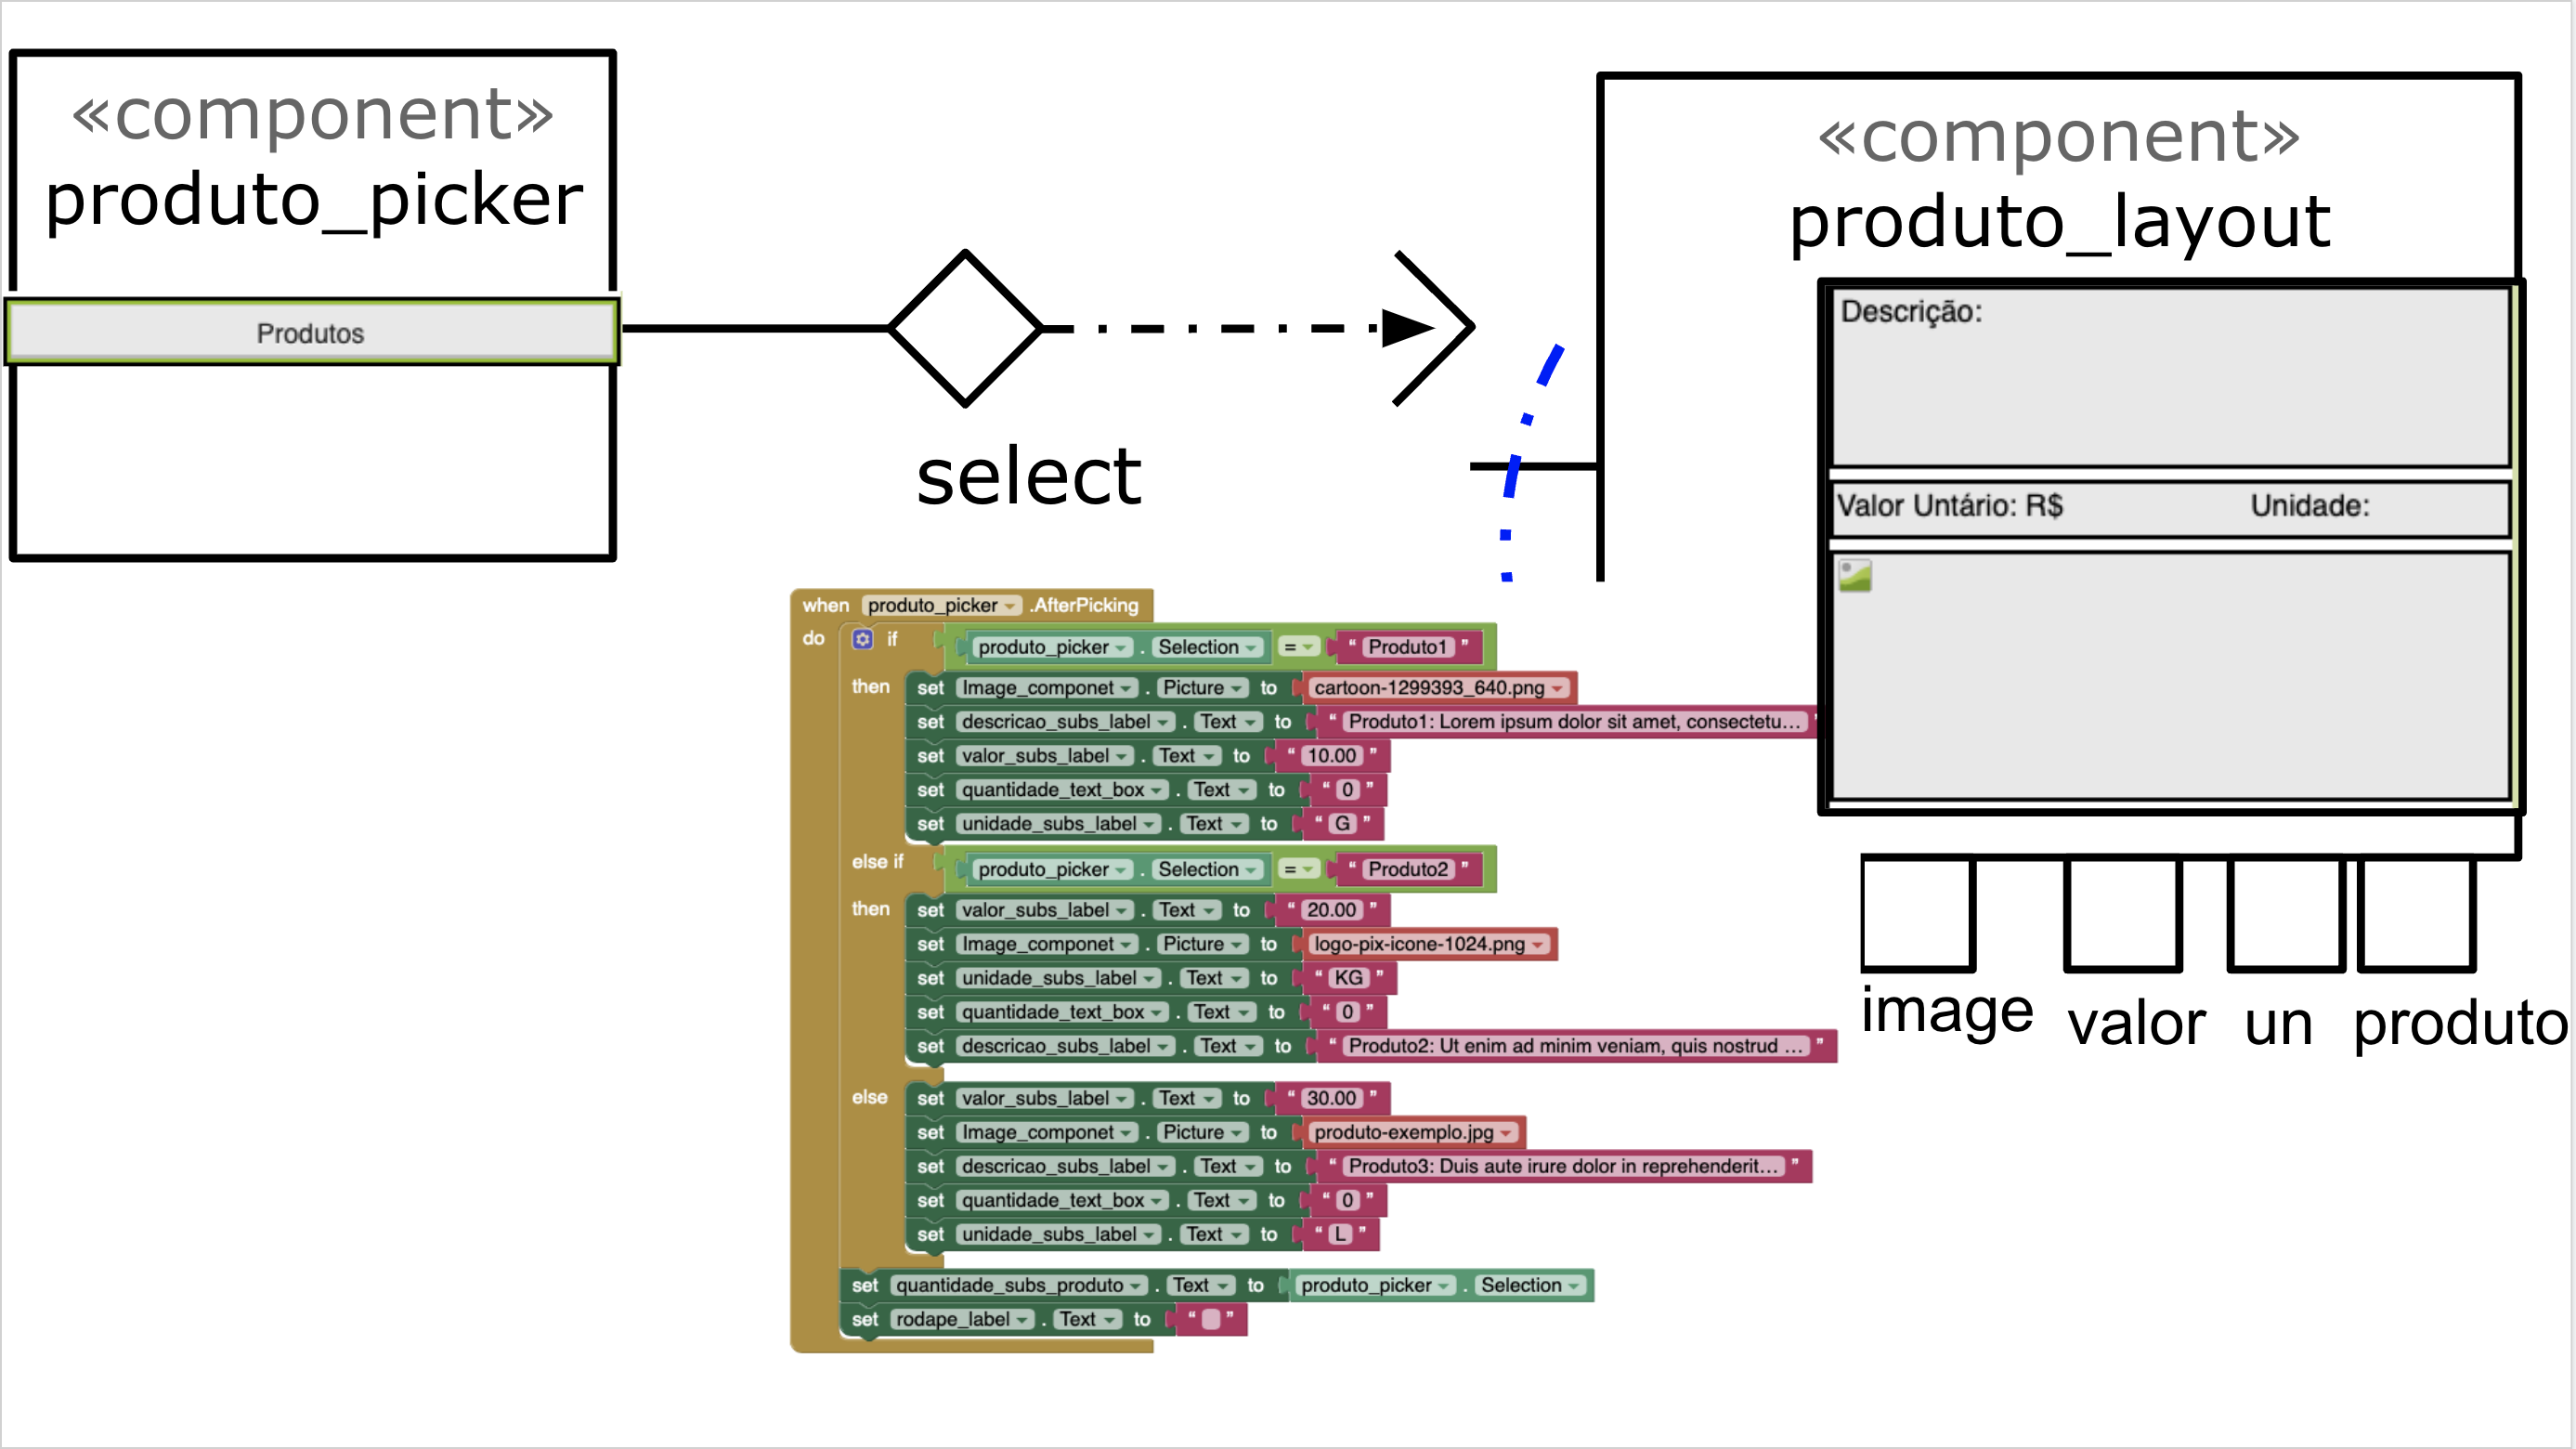 «component»
produto_picker
Produtos
select
«component»
produto_layout
Descrição:
Valor Untário: R$ Unidade:
image valor un produto
when produto_picker .AfterPicking
do if produto_picker . Selection = “ Produto1 ”
then set Image_componet . Picture to cartoon-1299393_640.png
set descricao_subs_label . Text to “ Produto1: Lorem ipsum dolor sit amet, consectetu... ”
set valor_subs_label . Text to “ 10.00 ”
set quantidade_text_box . Text to “ 0 ”
set unidade_subs_label . Text to “ G ”
else if produto_picker . Selection = “ Produto2 ”
then set valor_subs_label . Text to “ 20.00 ”
set Image_componet . Picture to logo-pix-icone-1024.png
set unidade_subs_label . Text to “ KG ”
set quantidade_text_box . Text to “ 0 ”
set descricao_subs_label . Text to “ Produto2: Ut enim ad minim veniam, quis nostrud ... ”
else set valor_subs_label . Text to “ 30.00 ”
set Image_componet . Picture to produto-exemplo.jpg
set descricao_subs_label . Text to “ Produto3: Duis aute irure dolor in reprehenderit... ”
set quantidade_text_box . Text to “ 0 ”
set unidade_subs_label . Text to “ L ”
set quantidade_subs_produto . Text to produto_picker . Selection
set rodape_label . Text to “ ”